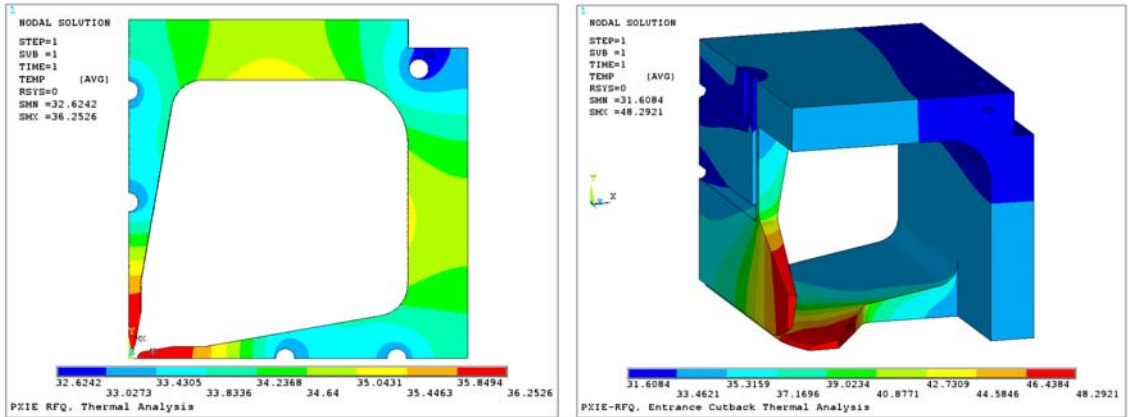 1
NODAL SOLUTION
STEP=1
SUB =1
TIME=1
TEMP (AVG)
RSYS=0
SMN =32.6242
SMX =36.2526
Y
MX
32.6242 33.4305 34.2368 35.0431 35.8494
33.0273 33.8336 34.64 35.4463 36.2526
PXIE RFQ, Thermal Analysis
1
NODAL SOLUTION
STEP=1
SUB =1
TIME=1
TEMP (AVG)
RSYS=0
SMN =31.6084
SMX =48.2921
Y
X
31.6084 35.3159 39.0234 42.7309 46.4384
33.4621 37.1696 40.8771 44.5846 48.2921
PXIE-RFQ, Entrance Cutback Thermal Analysis